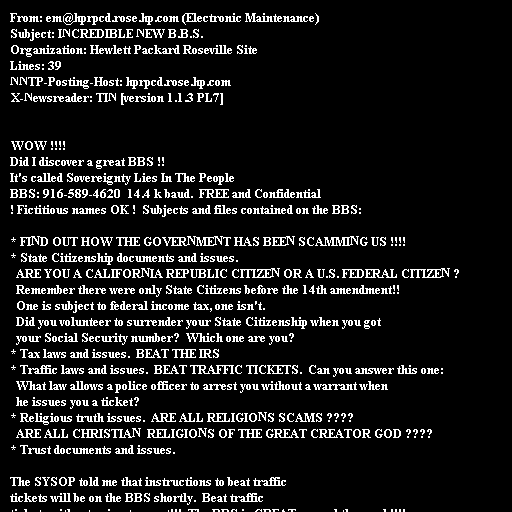 From: em@hprpcd.rose.hp.com (Electronic Maintenance)
Subject: INCREDIBLE NEW B.B.S.
Organization: Hewlett Packard Roseville Site
Lines: 39
NNTP-Posting-Host: hprpcd.rose.hp.com
X-Newsreader: TIN [version 1.1.3 PL7]
WOW !!!!
Did I discover a great BBS !!
It's called Sovereignty Lies In The People
BBS: 916-589-4620 14.4 k baud. FREE and Confidential
! Fictitious names OK ! Subjects and files contained on the BBS:
* FIND OUT HOW THE GOVERNMENT HAS BEEN SCAMMING US !!!!
* State Citizenship documents and issues.
ARE YOU A CALIFORNIA REPUBLIC CITIZEN OR A U.S. FEDERAL CITIZEN ?
Remember there were only State Citizens before the 14th amendment!!
One is subject to federal income tax, one isn't.
Did you volunteer to surrender your State Citizenship when you got
your Social Security number? Which one are you?
* Tax laws and issues. BEAT THE IRS
* Traffic laws and issues. BEAT TRAFFIC TICKETS. Can you answer this one:
What law allows a police officer to arrest you without a warrant when
he issues you a ticket?
* Religious truth issues. ARE ALL RELIGIONS SCAMS ????
ARE ALL CHRISTIAN RELIGIONS OF THE GREAT CREATOR GOD ????
* Trust documents and issues.
The SYSOP told me that instructions to beat traffic
tickets will be on the BBS shortly. Beat traffic